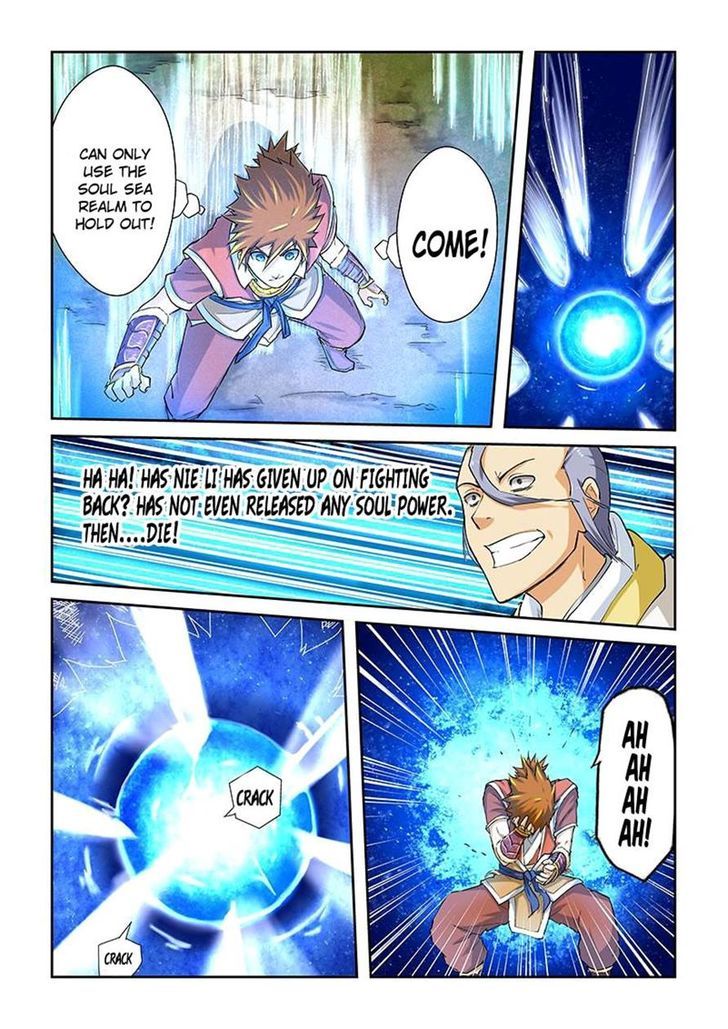 CAN ONLY
USE THE
SOUL SEA
REALM TO
HOLD OUT!
COME!
HA HA! HAS NIE LI HAS GIVEN UP ON FIGHTING
BACK? HAS NOT EVEN RELEASED ANY SOUL POWER.
THEN....DIE!
CRACK
CRACK
AH
AH
AH
AH!